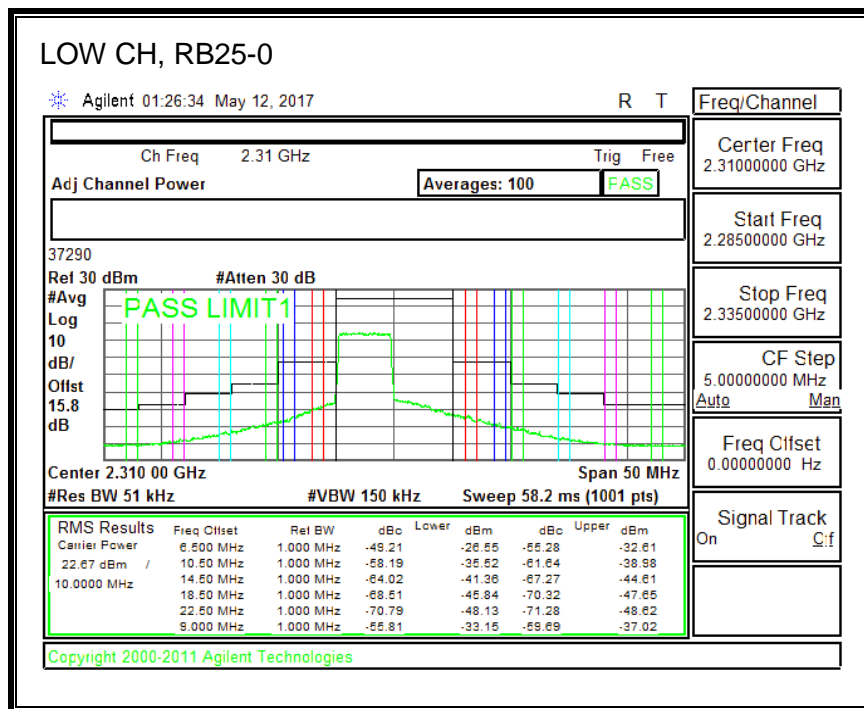 LOW CH, RB25-0
Agilent 01:26:34 May 12, 2017 R T
Freq/Channel
Ch Freq 2.31 GHz Trig Free
Adj Channel Power Averages: 100 PASS
Center Freq
2.31000000 GHz
Start Freq
2.28500000 GHz
Stop Freq
2.33500000 GHz
CF Step
5.00000000 MHz
Auto Man
Freq Offset
0.00000000 Hz
Signal Track
On Off
37290
Ref 30 dBm #Atten 30 dB
#Avg
Log
10
dB/
Offst
15.8
dB
PASS LIMIT1
Center 2.310 00 GHz Span 50 MHz
#Res BW 51 kHz #VBW 150 kHz Sweep 58.2 ms (1001 pts)
RMS Results Freq Offset Ref BW dBc Lower dBm dBc Upper dBm
Carrier Power 6.500 MHz 1.000 MHz -49.21 -26.55 -55.28 -32.61
22.67 dBm / 10.50 MHz 1.000 MHz -58.19 -35.52 -61.64 -38.98
10.0000 MHz 14.50 MHz 1.000 MHz -64.02 -41.36 -67.27 -44.61
18.50 MHz 1.000 MHz -68.51 -45.84 -70.32 -47.65
22.50 MHz 1.000 MHz -70.79 -48.13 -71.28 -48.62
9.000 MHz 1.000 MHz -55.81 -33.15 -59.69 -37.02
Copyright 2000-2011 Agilent Technologies